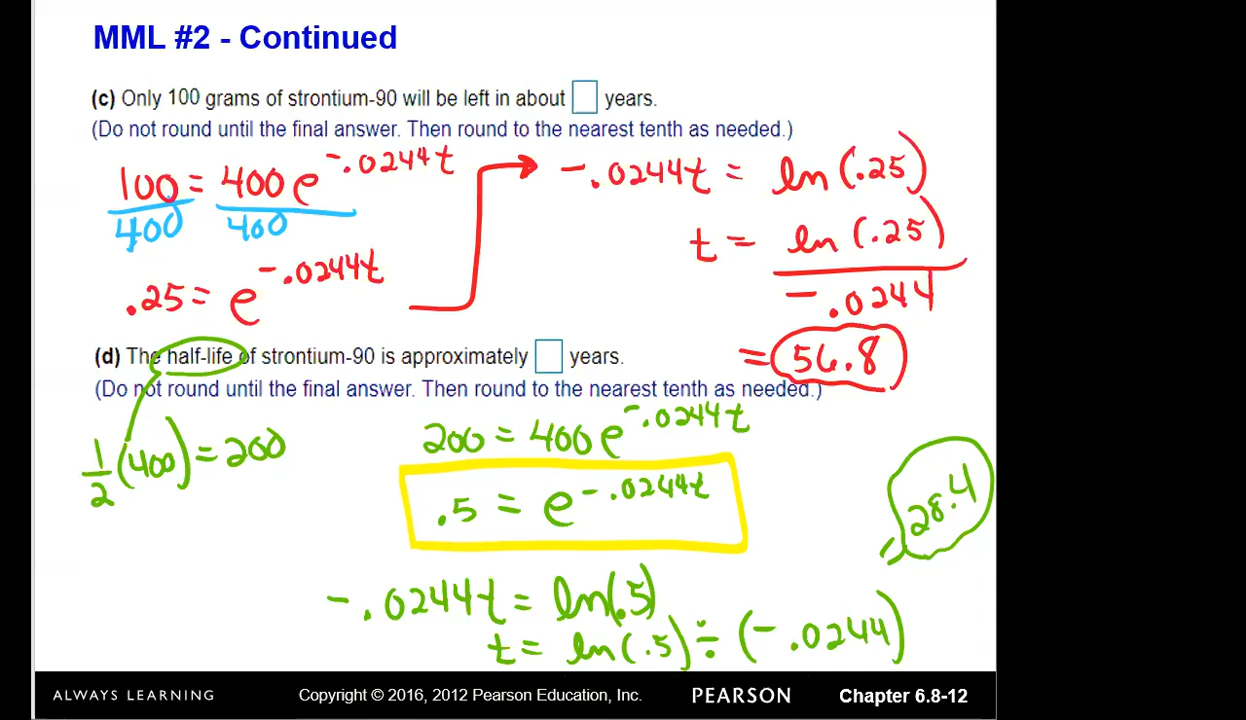 MML #2 - Continued
(c) Only 100 grams of strontium-90 will be left in about years.
(Do not round until the final answer. Then round to the nearest tenth as needed.)
100 = 400e^-.0244t
400 400
.25 = e^-.0244t
-.0244t = ln(.25)
t = ln(.25)
-.0244
= 56.8
(d) The half-life of strontium-90 is approximately years.
(Do not round until the final answer. Then round to the nearest tenth as needed.)
1/2(400) = 200
200 = 400e^-.0244t
.5 = e^-.0244t
-.0244t = ln(.5)
t = ln(.5) ÷ (-.0244)
= 28.4
ALWAYS LEARNING Copyright © 2016, 2012 Pearson Education, Inc. PEARSON Chapter 6.8-12